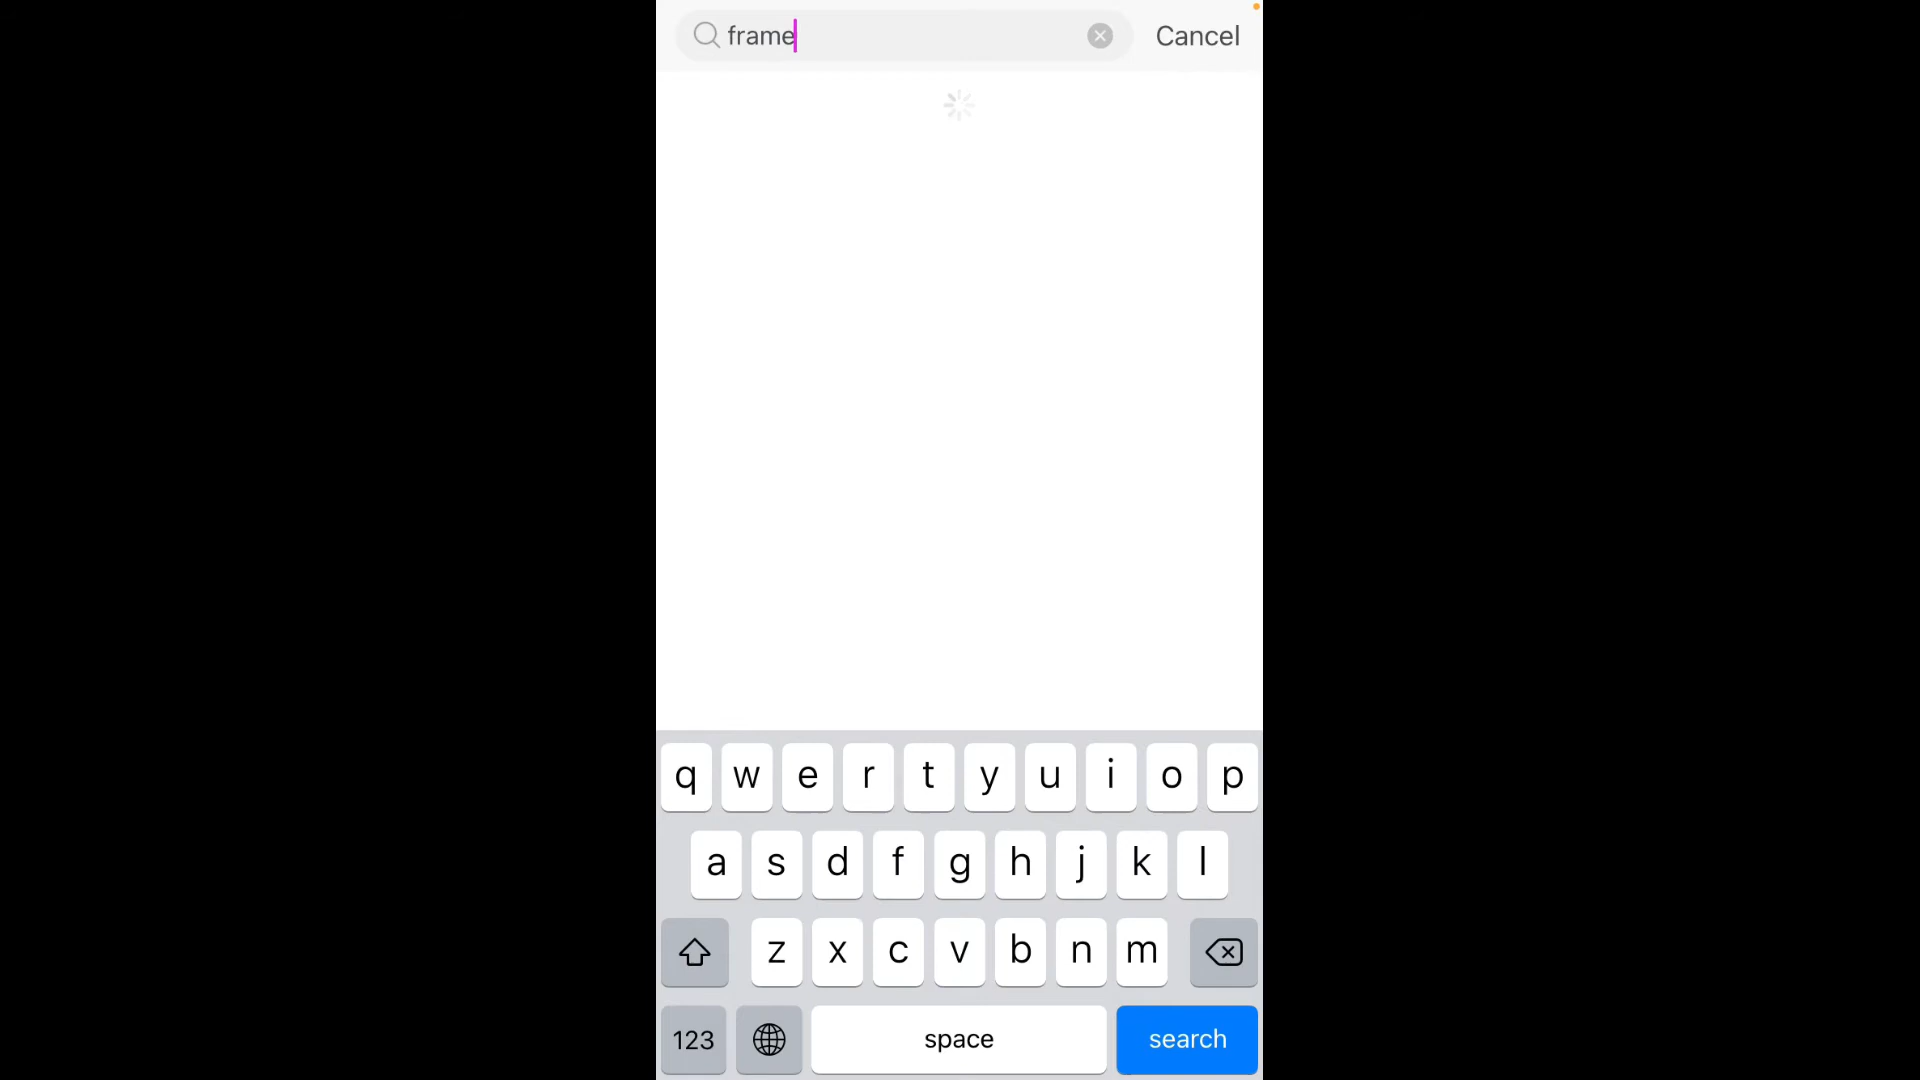 frame
Cancel
q w e r t y u i o p
a s d f g h j k l
z x c v b n m
123 space search